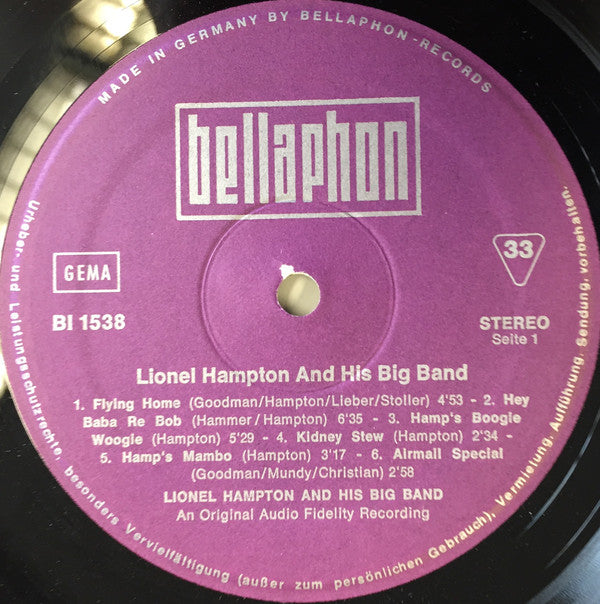 MADE IN GERMANY BY BELLAPHON-RECORDS
bellaphon
GEMA
33
BI 1538
STEREO
Seite 1
Lionel Hampton And His Big Band
1. Flying Home (Goodman/Hampton/Lieber/Stoller) 4'53 - 2. Hey
Baba Re Bob (Hammer/Hampton) 6'35 - 3. Hamp's Boogie
Woogie (Hampton) 5'29 - 4. Kidney Stew (Hampton) 2'34 -
5. Hamp's Mambo (Hampton) 3'17 - 6. Airmail Special
(Goodman/Mundy/Christian) 2'58
LIONEL HAMPTON AND HIS BIG BAND
An Original Audio Fidelity Recording
Urheber- und Leistungsschutzrechte, besonders Vervielfältigung (außer zum persönlichen Gebrauch), Vermietung, Aufführung, Sendung, vorbehalten.